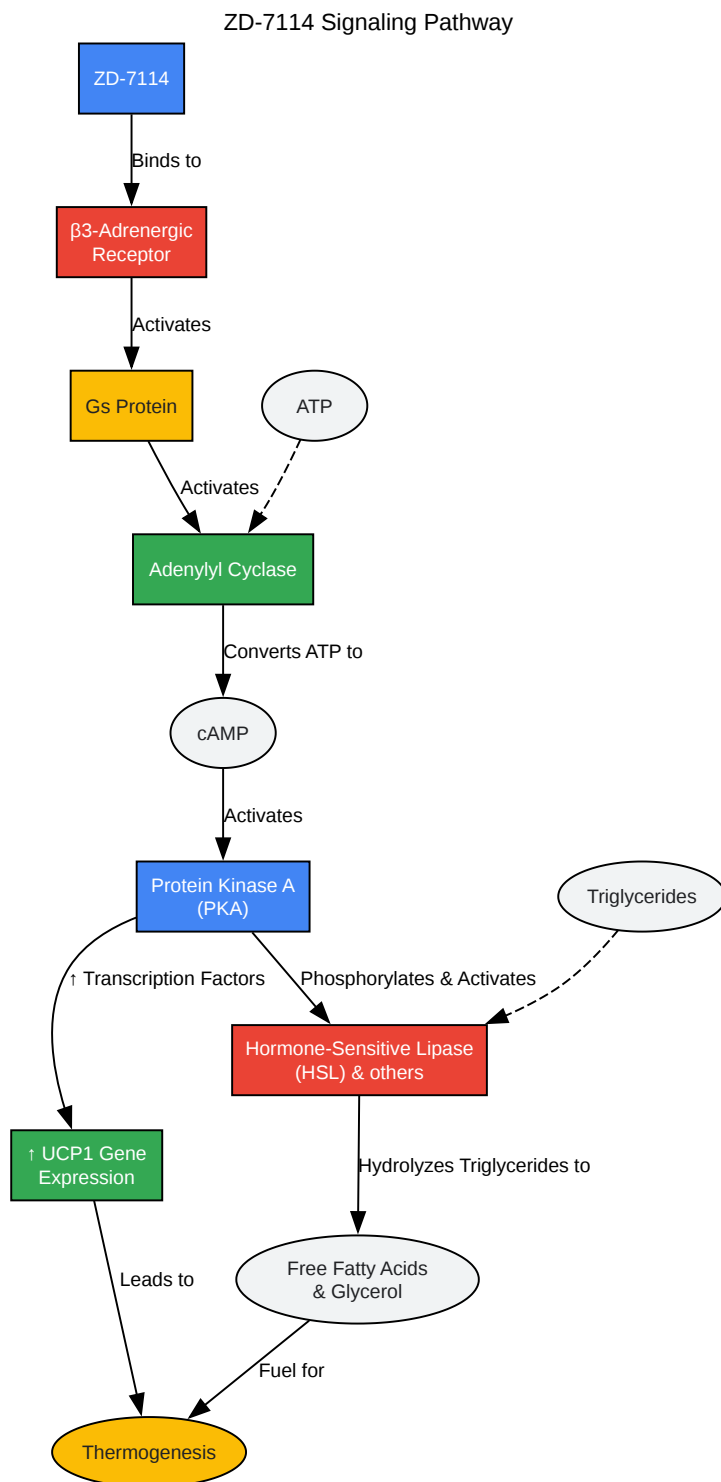 ZD-7114 Signaling Pathway
ZD-7114
Binds to
β3-Adrenergic
Receptor
Activates
Gs Protein
ATP
Activates
Adenylyl Cyclase
Converts ATP to
cAMP
Activates
Protein Kinase A
(PKA)
Triglycerides
↑ Transcription Factors
Phosphorylates & Activates
Hormone-Sensitive Lipase
(HSL) & others
↑ UCP1 Gene
Expression
Hydrolyzes Triglycerides to
Leads to
Free Fatty Acids
& Glycerol
Fuel for
Thermogenesis